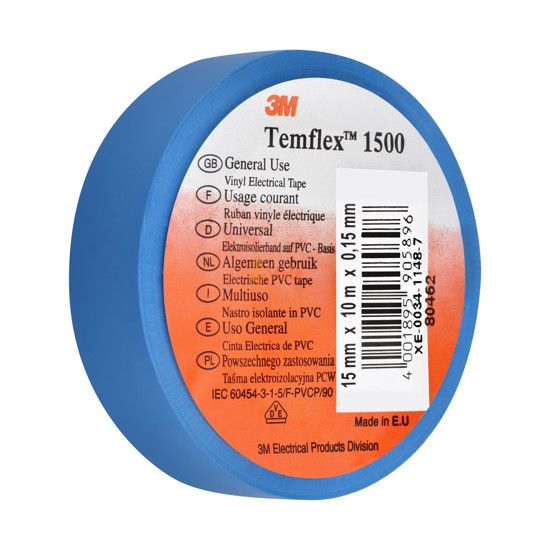 3M
Temflex™ 1500
GB General Use
Vinyl Electrical Tape
F Usage courant
Ruban vinyle électrique
D Universal
Elektroisolierband auf PVC - Basis
NL Algemeen gebruik
Electrische PVC tape
I Multiuso
Nastro isolante in PVC
E Uso General
Cinta Electrica de PVC
PL Powszechnego zastosowania
Taśma elektroizolacyjna PCW
IEC 60454-3-1-5/F-PVCP/90
VDE
15 mm x 10 m x 0,15 mm
4 001895 905896
XE-0034-1148-7
80462
Made in E.U
3M Electrical Products Division